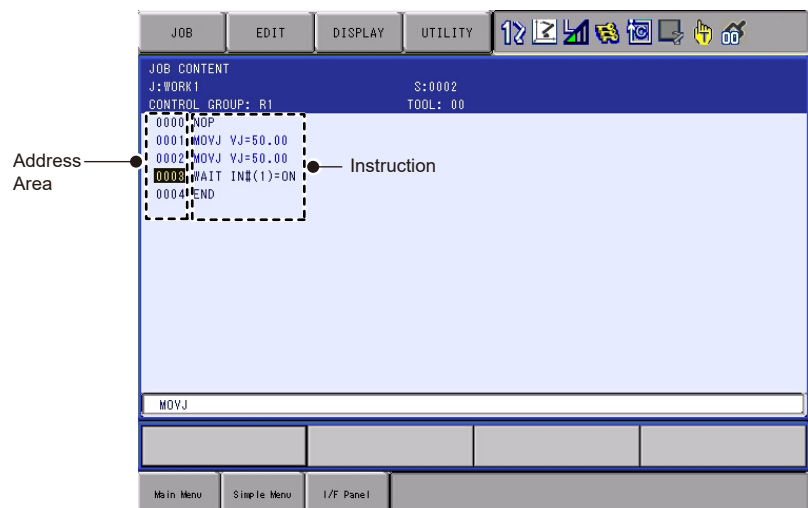 JOB EDIT DISPLAY UTILITY
JOB CONTENT
J:WORK1 S:0002
CONTROL GROUP: R1 TOOL: 00
0000 NOP
0001 MOVJ VJ=50.00
0002 MOVJ VJ=50.00
0003 WAIT IN#(1)=ON
0004 END
Address
Area
Instruction
MOVJ
Main Menu Simple Menu I/F Panel